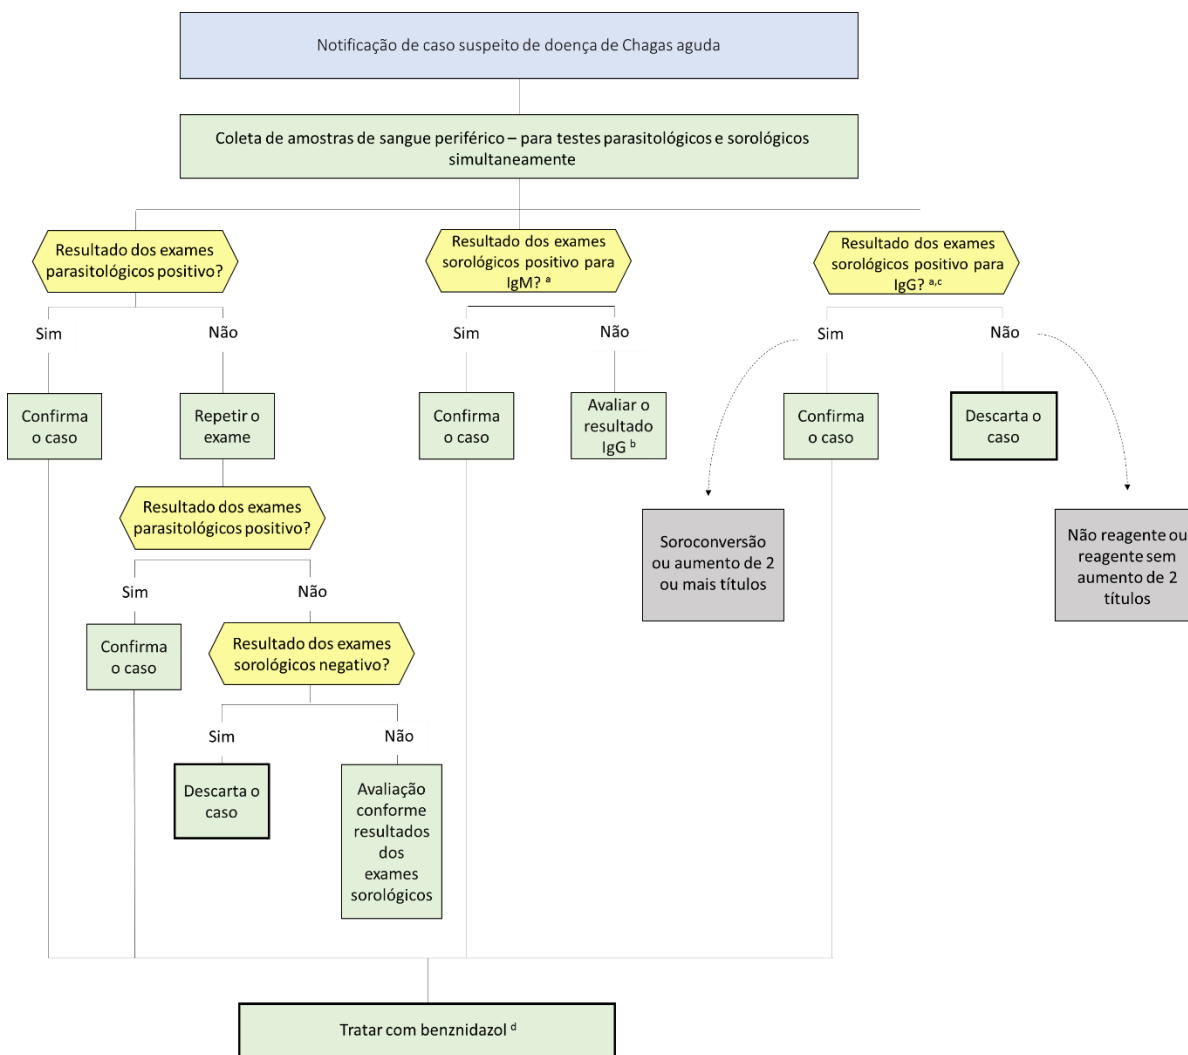 Notificação de caso suspeito de doença de Chagas aguda
Coleta de amostras de sangue periférico – para testes parasitológicos e sorológicos
simultaneamente
Resultado dos exames
parasitológicos positivo?
Resultado dos exames
sorológicos positivo para
IgM? a
Resultado dos exames
sorológicos positivo para
IgG? a,c
Sim
Não
Sim
Não
Sim
Não
Confirma
o caso
Repetir o
exame
Confirma
o caso
Avaliar o
resultado
IgG b
Confirma
o caso
Descarta o
caso
Resultado dos exames
parasitológicos positivo?
Soroconversão
ou aumento de 2
ou mais títulos
Não reagente ou
reagente sem
aumento de 2
títulos
Sim
Não
Confirma
o caso
Resultado dos exames
sorológicos negativo?
Sim
Não
Descarta o
caso
Avaliação
conforme
resultados
dos
exames
sorológicos
Tratar com benznidazol d